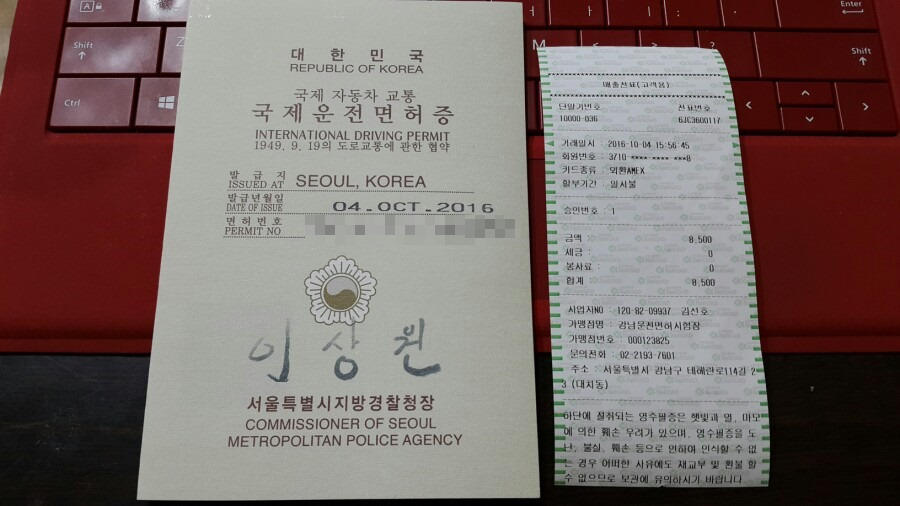 대한민국
REPUBLIC OF KOREA
국제 자동차 교통
국제운전면허증
INTERNATIONAL DRIVING PERMIT
1949. 9. 19의 도로교통에 관한 협약
발 급 지
ISSUED AT SEOUL, KOREA
발급년월일
DATE OF ISSUE 04. OCT. 2016
면 허 번 호
PERMIT NO
이상원
서울특별시지방경찰청장
COMMISSIONER OF SEOUL
METROPOLITAN POLICE AGENCY
매출전표(고객용)
단말기번호 전표번호
10000-036 6JC3600117
거래일시 : 2016-10-04 15:56:45
회원번호 : 3710-****-****-***8
카드종류 : 외환AMEX
할부기간 : 일시불
승인번호 : 1
금액 8,500
세금 : 0
봉사료 : 0
합계 : 8,500
사업자NO : 120-82-09937 김선호
가맹점명 : 강남운전면허시험장
가맹점번호 : 000123825
문의전화 : 02-2193-7601
주소 : 서울특별시 강남구 테헤란로114길 2
3 (대치동)
하단에 절취되는 영수필증은 햇빛과 열, 마모
에 의한 훼손 우려가 있으며, 영수필증을 도
난, 분실, 훼손 등으로 인하여 인식할 수 없
는 경우 어떠한 사유에도 재교부 및 환불 할
수 없으므로 보관에 유의하시기 바랍니다
Shift
Z
Ctrl
A
M
<
>
?
Enter
Shift